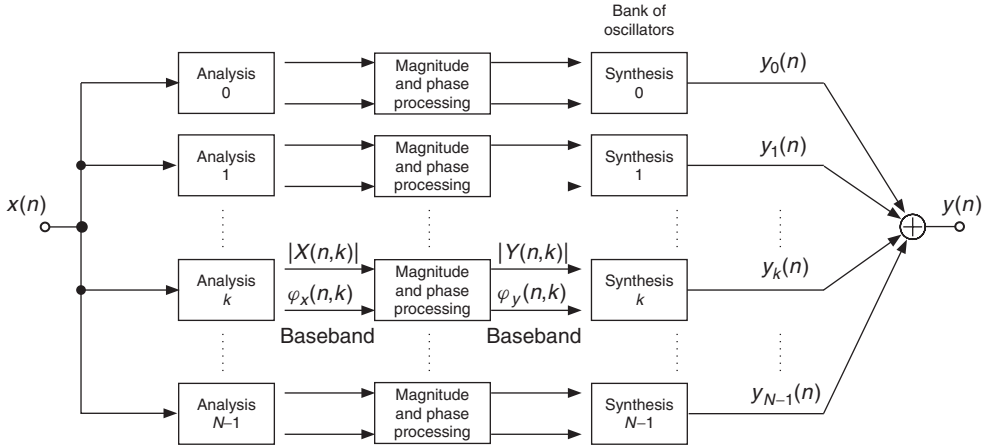 Bank of
oscillators
Analysis
0
Magnitude
and phase
processing
Synthesis
0
y₀(n)
Analysis
1
Magnitude
and phase
processing
Synthesis
1
y₁(n)
x(n)
y(n)
|X(n,k)|
|Y(n,k)|
Analysis
k
Magnitude
and phase
processing
Synthesis
k
yₖ(n)
φₓ(n,k)
φy(n,k)
Baseband
Baseband
Analysis
N–1
Magnitude
and phase
processing
Synthesis
N–1
y_{N–1}(n)